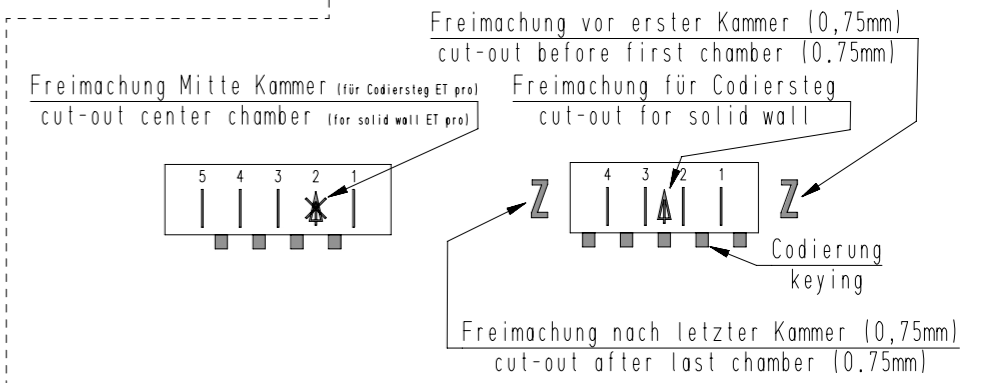 Freimachung vor erster Kammer (0,75mm)
cut-out before first chamber (0.75mm)
Freimachung Mitte Kammer (für Codiersteg ET pro)
cut-out center chamber (for solid wall ET pro)
Freimachung für Codiersteg
cut-out for solid wall
5 4 3 2 1
Z 4 3 2 1 Z
Codierung
keying
Freimachung nach letzter Kammer (0,75mm)
cut-out after last chamber (0.75mm)